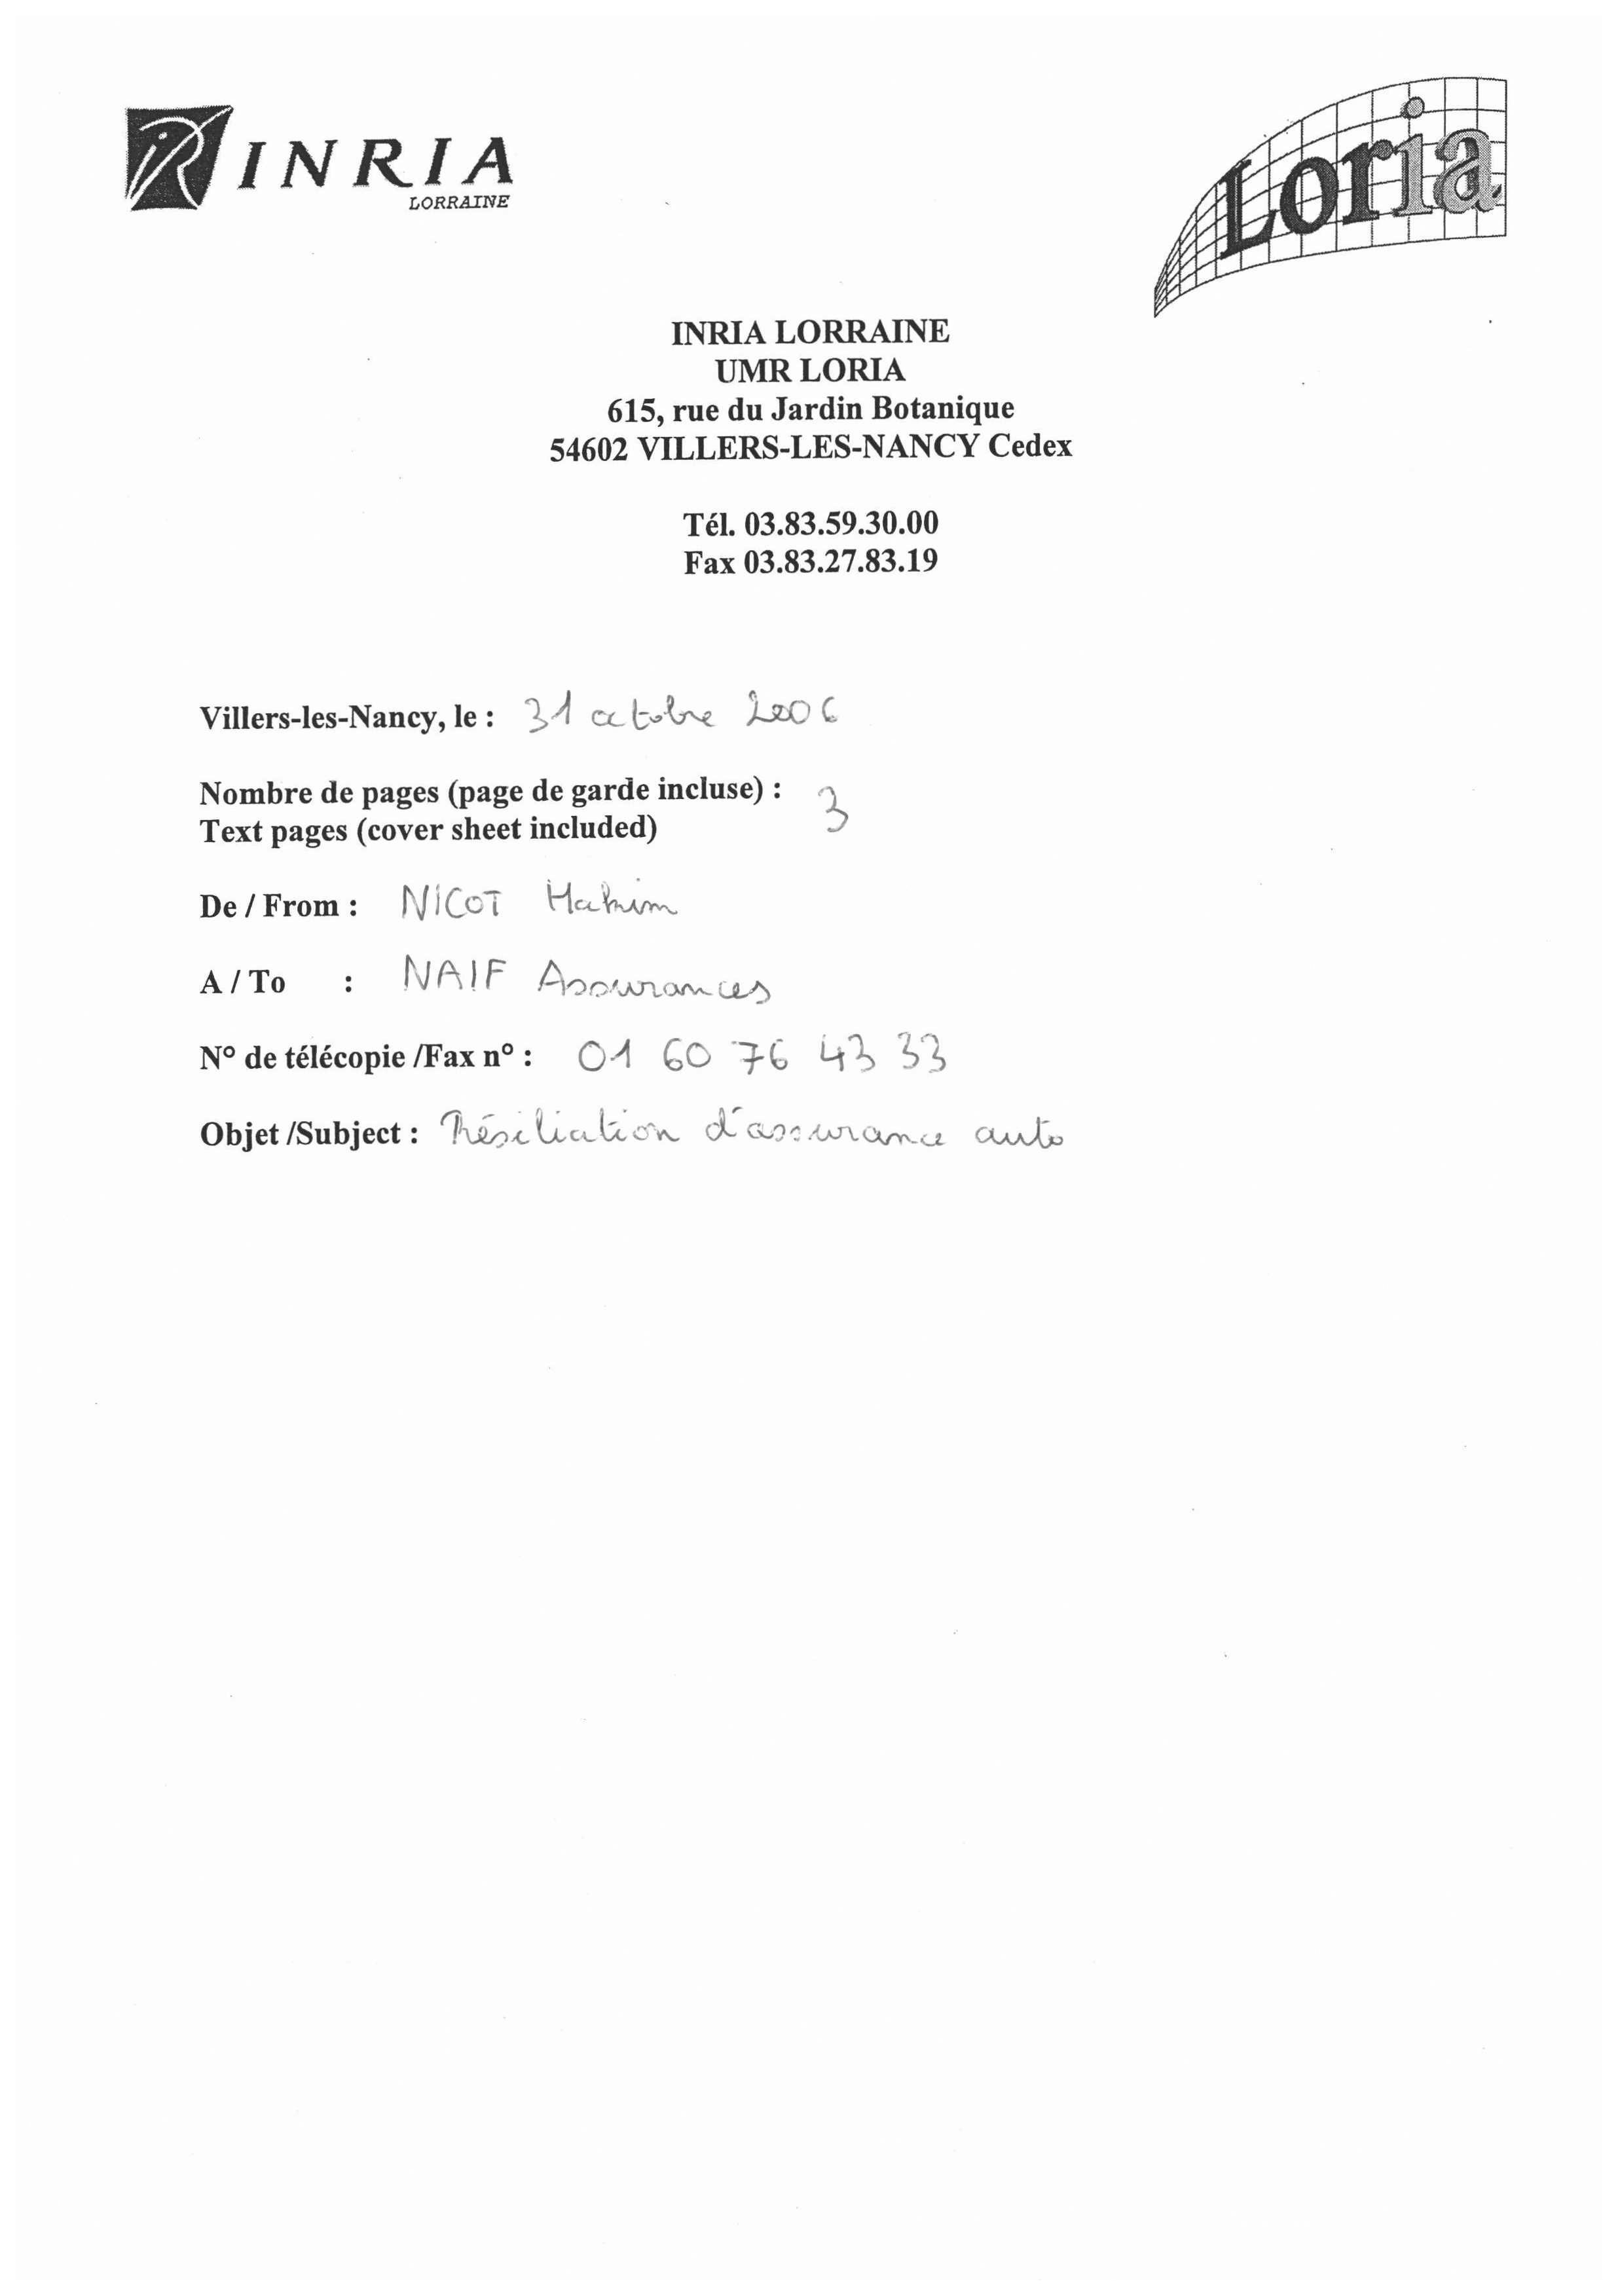 INRIA
LORRAINE
Loria
INRIA LORRAINE
UMR LORIA
615, rue du Jardin Botanique
54602 VILLERS-LES-NANCY Cedex
Tél. 03.83.59.30.00
Fax 03.83.27.83.19
Villers-les-Nancy, le : 31 octobre 2006
Nombre de pages (page de garde incluse) : 3
Text pages (cover sheet included)
De / From : NICOT Hakim
A / To : NAIF Assurances
N° de télécopie /Fax n° : 01 60 76 43 33
Objet /Subject : Résiliation d'assurance auto